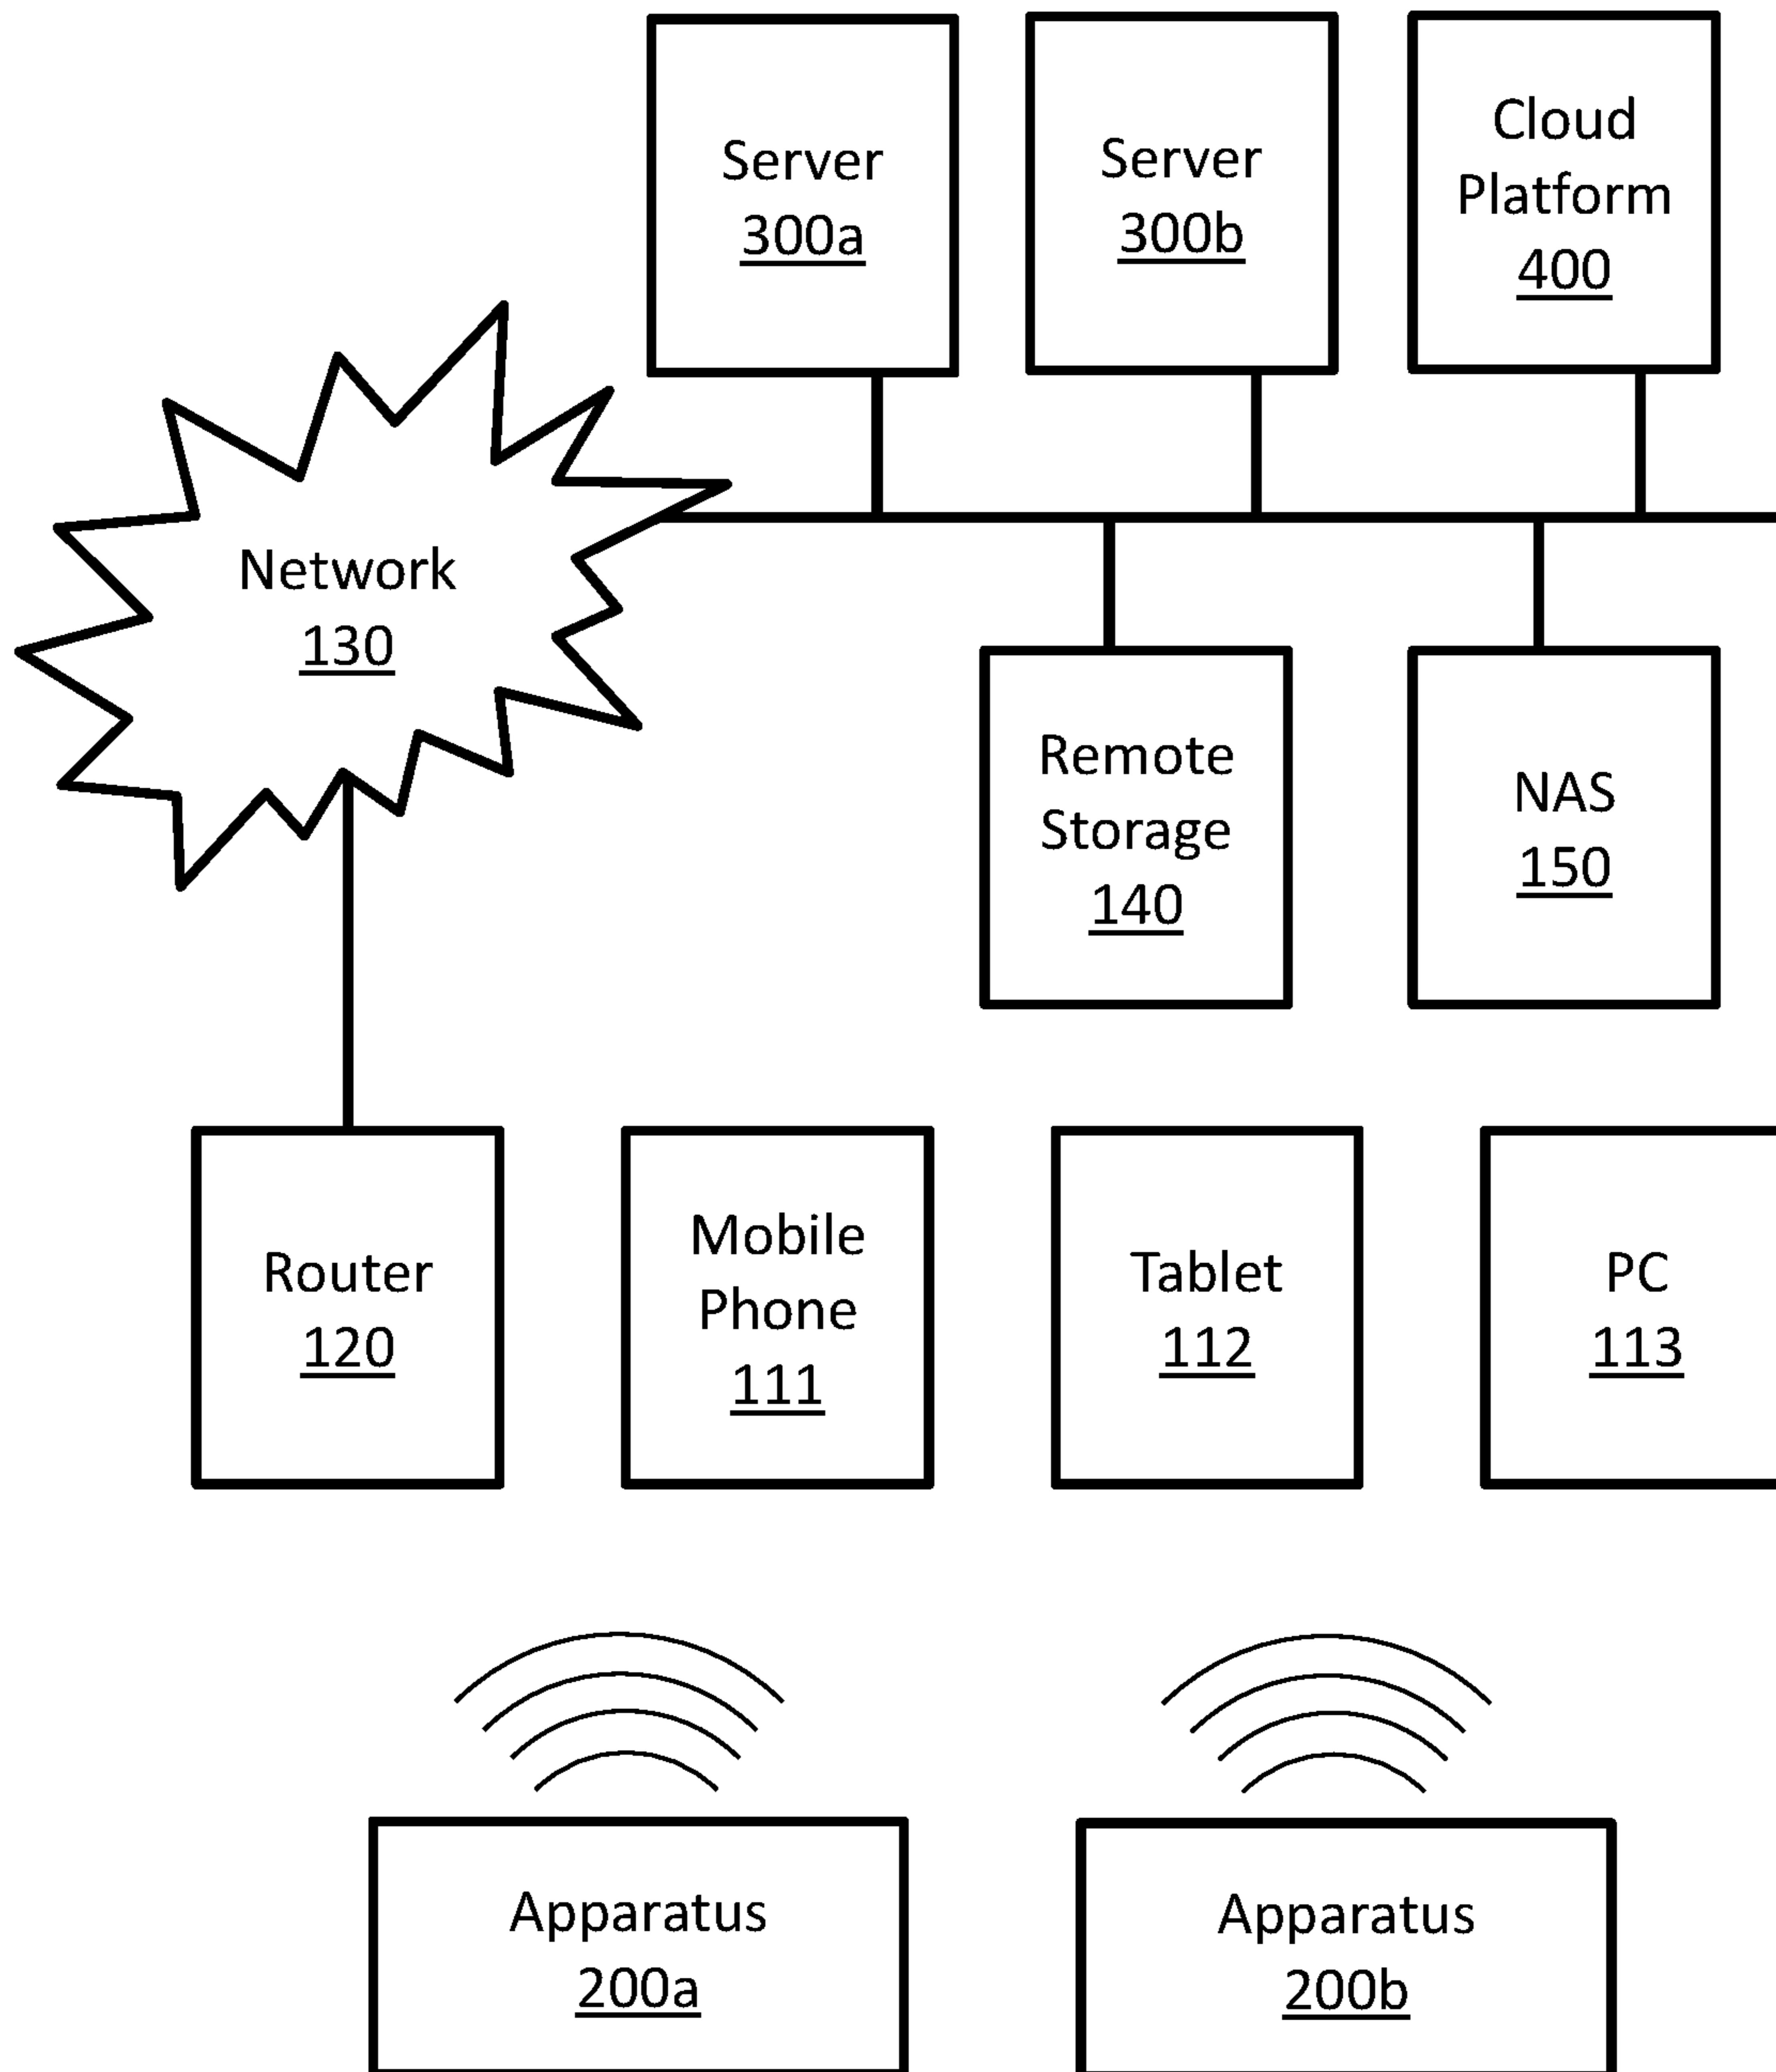 Server
300a
Server
300b
Cloud
Platform
400
Network
130
Remote
Storage
140
NAS
150
Router
120
Mobile
Phone
111
Tablet
112
PC
113
Apparatus
200a
Apparatus
200b